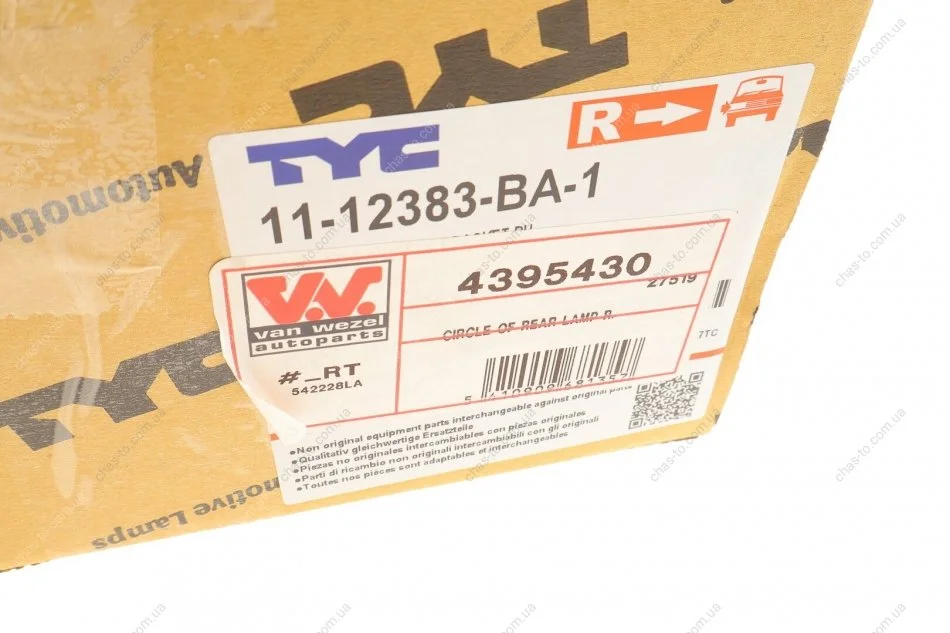 TYC
Automotive
TYC
R
11-12383-BA-1
VW
van wezel
autoparts
4395430
27519
CIRCLE OF REAR LAMP R.
7TC
#_RT
542228LA
•Non original equipment parts interchangeable against original parts
•Qualitativ gleichwertige Ersatzteile
•Piezas no originales intercambiables con piezas originales
•Parti di ricambio non originali intercambiabili con gli originali
•Toutes nos pièces sont adaptables et interchangeables
TYC
Automotive Lamps
chas-to.com.ua